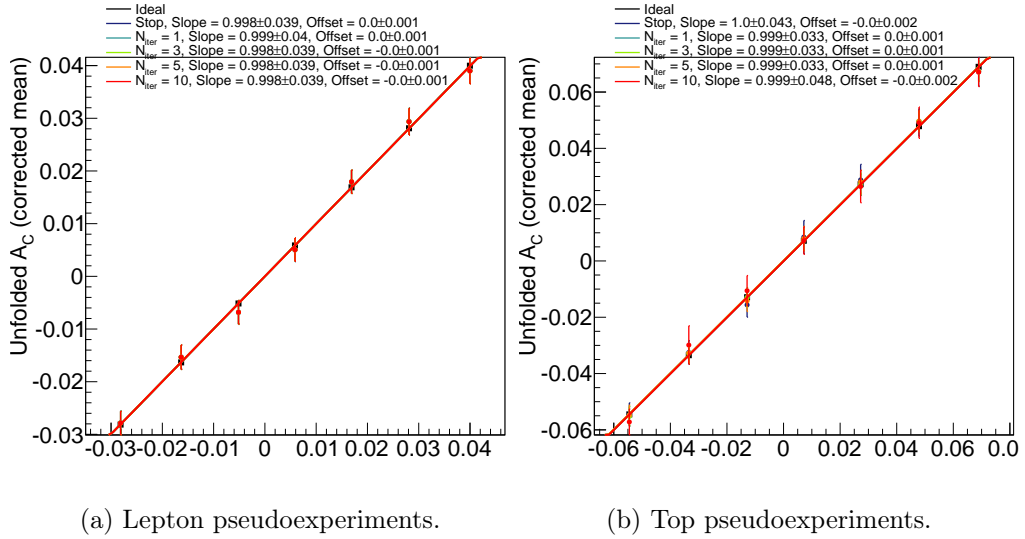 Ideal
Stop, Slope = 0.998±0.039, Offset = 0.0±0.001
N_iter = 1, Slope = 0.999±0.04, Offset = 0.0±0.001
N_iter = 3, Slope = 0.998±0.039, Offset = -0.0±0.001
N_iter = 5, Slope = 0.998±0.039, Offset = -0.0±0.001
N_iter = 10, Slope = 0.998±0.039, Offset = -0.0±0.001
Unfolded A_C (corrected mean)
0.04
0.03
0.02
0.01
0
-0.01
-0.02
-0.03
-0.03 -0.02 -0.01 0 0.01 0.02 0.03 0.04
(a) Lepton pseudoexperiments.
Ideal
Stop, Slope = 1.0±0.043, Offset = -0.0±0.002
N_iter = 1, Slope = 0.999±0.033, Offset = 0.0±0.001
N_iter = 3, Slope = 0.999±0.033, Offset = 0.0±0.001
N_iter = 5, Slope = 0.999±0.033, Offset = 0.0±0.001
N_iter = 10, Slope = 0.999±0.048, Offset = -0.0±0.002
Unfolded A_C (corrected mean)
0.06
0.04
0.02
0
-0.02
-0.04
-0.06
-0.06 -0.04 -0.02 0 0.02 0.04 0.06 0.0
(b) Top pseudoexperiments.